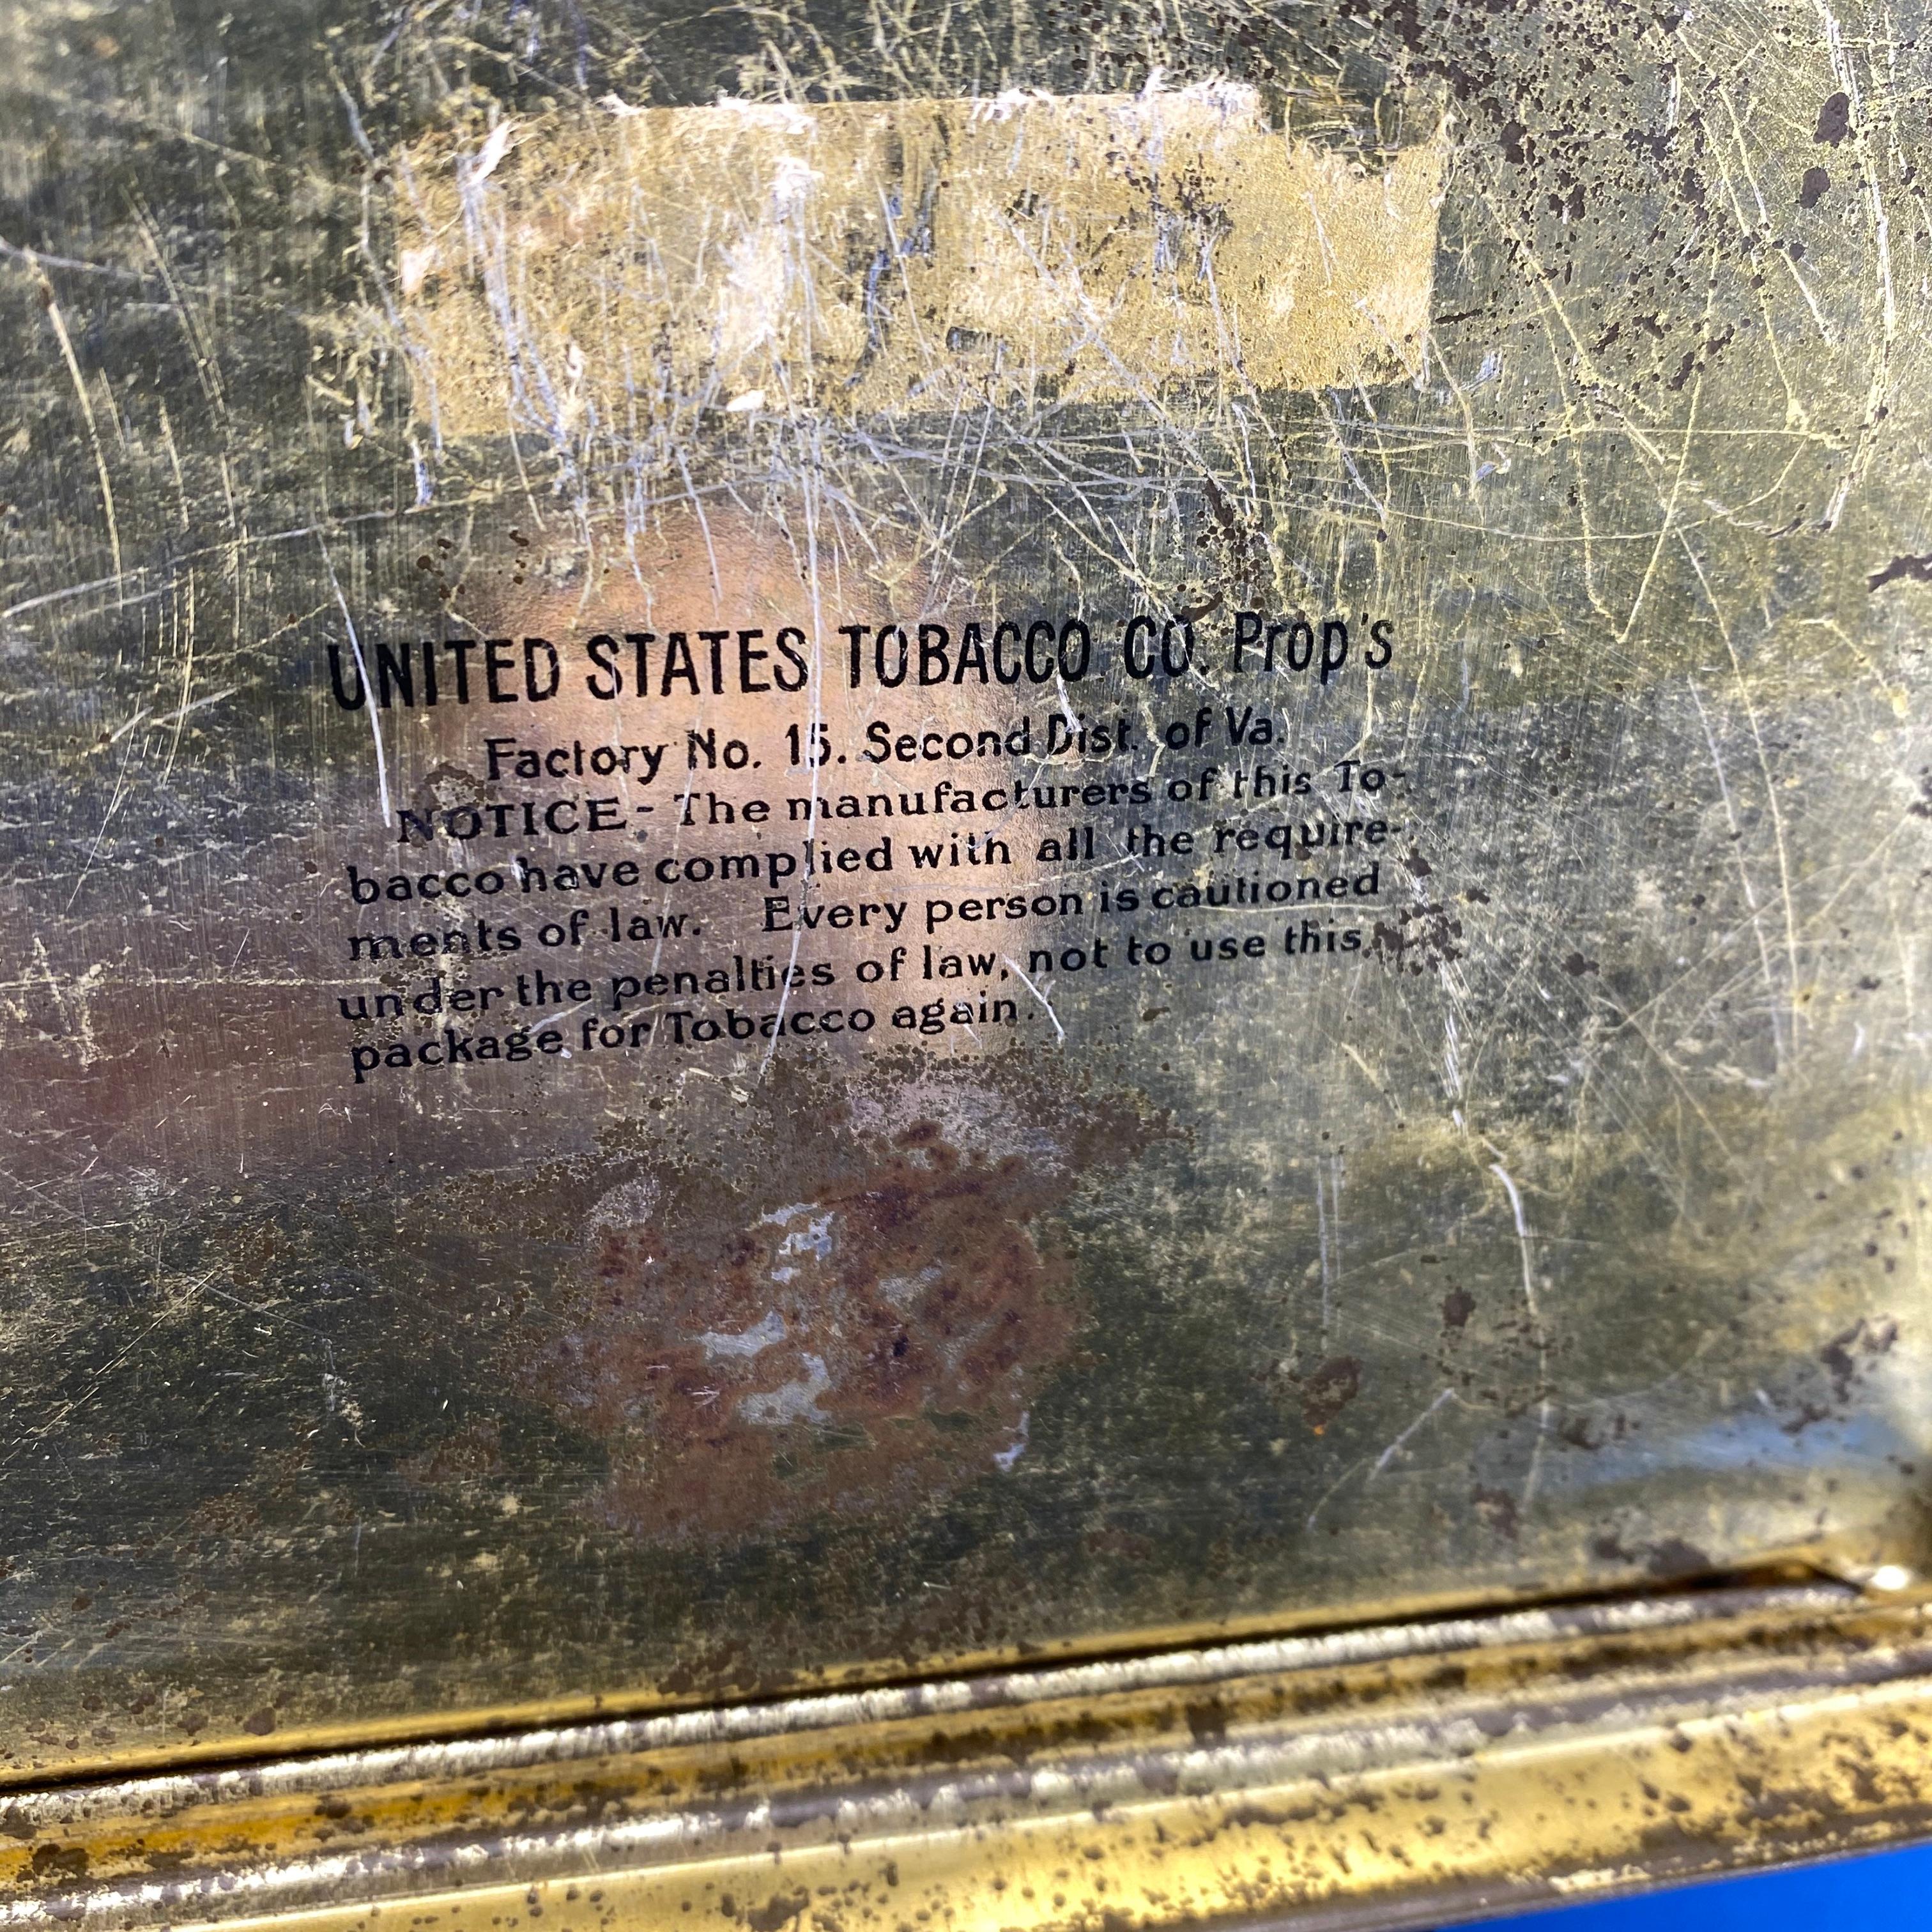 UNITED STATES TOBACCO CO. Prop's
Factory No. 15. Second Dist. of Va.
NOTICE - The manufacturers of this To-
bacco have complied with all the require-
ments of law. Every person is cautioned
under the penalties of law, not to use this
package for Tobacco again.